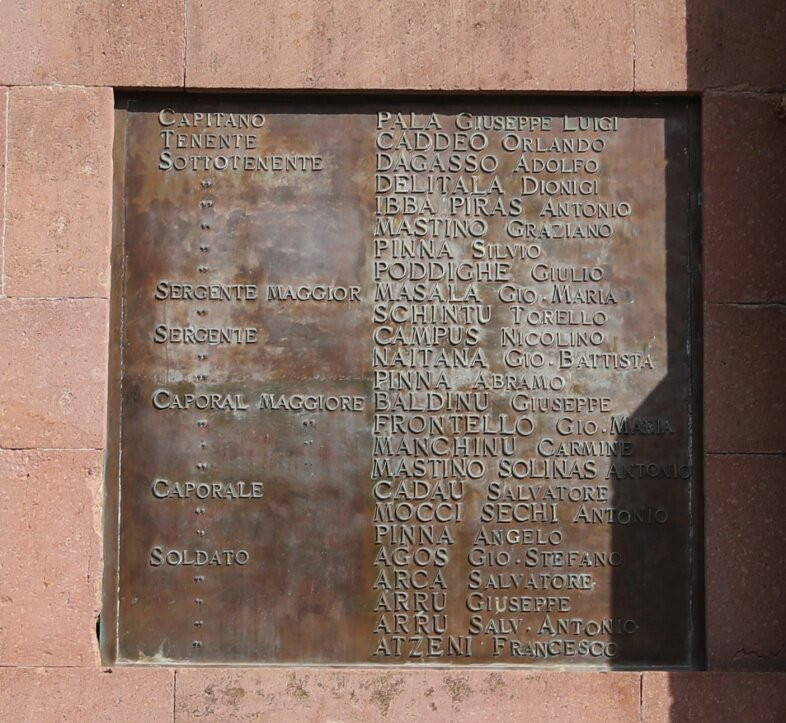 CAPITANO PALA GIUSEPPE LUIGI
TENENTE CADDEO ORLANDO
SOTTOTENENTE DAGASSO ADOLFO
" DELITALA DIONIGI
" IBBA PIRAS ANTONIO
" MASTINO GRAZIANO
" PINNA SILVIO
" PODDIGHE GIULIO
SERGENTE MAGGIOR MASALA GIO. MARIA
" SCHINTU TORELLO
SERGENTE CAMPUS NICOLINO
" NAITANA GIO. BATTISTA
" PINNA ABRAMO
CAPORAL MAGGIORE BALDINU GIUSEPPE
" " FRONTELLO GIO. MARIA
" " MANCHINU CARMINE
" " MASTINO SOLINAS ANTONIO
CAPORALE CADAU SALVATORE
" MOCCI SECHI ANTONIO
" PINNA ANGELO
SOLDATO AGOS GIO. STEFANO
" ARCA SALVATORE
" ARRU GIUSEPPE
" ARRU SALV. ANTONIO
" ATZENI FRANCESCO